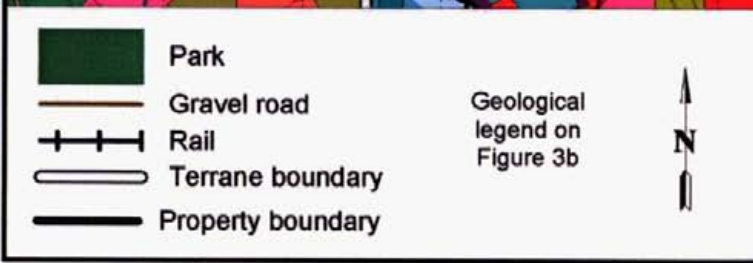 Park
Gravel road
Rail
Terrane boundary
Property boundary
Geological
legend on
Figure 3b
N